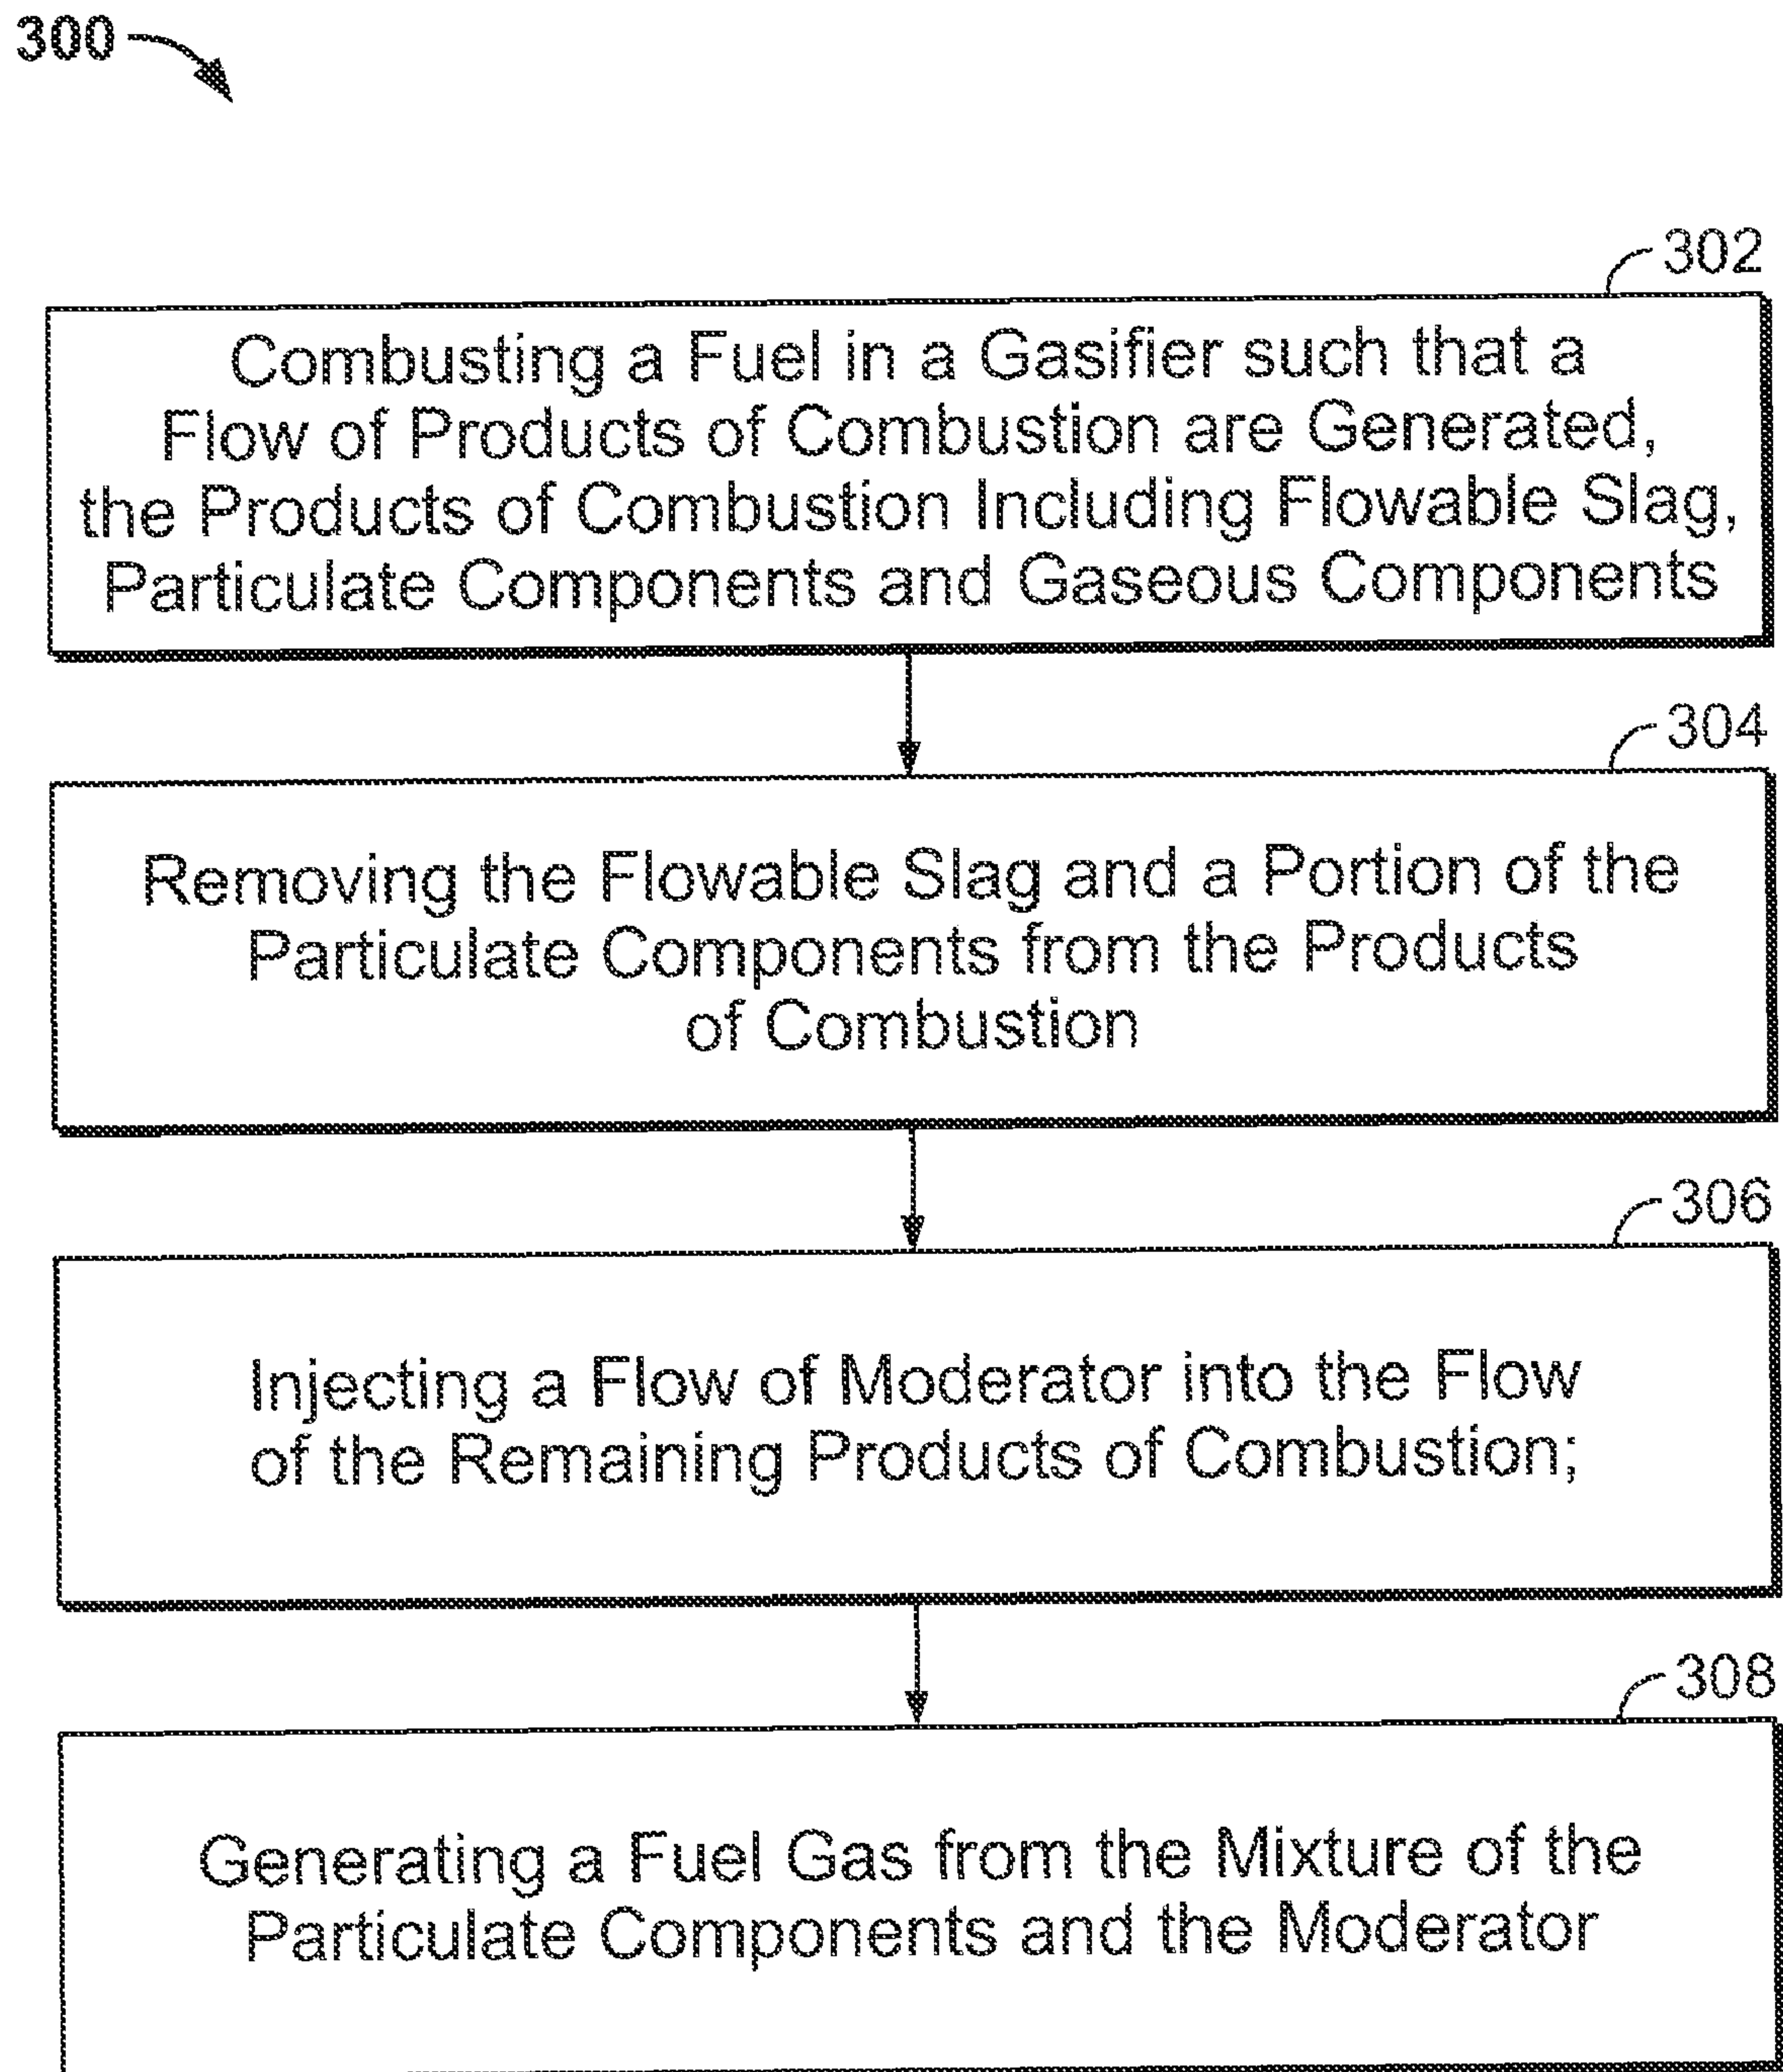 300
302
Combusting a Fuel in a Gasifier such that a
Flow of Products of Combustion are Generated,
the Products of Combustion Including Flowable Slag,
Particulate Components and Gaseous Components
304
Removing the Flowable Slag and a Portion of the
Particulate Components from the Products
of Combustion
306
Injecting a Flow of Moderator into the Flow
of the Remaining Products of Combustion;
308
Generating a Fuel Gas from the Mixture of the
Particulate Components and the Moderator